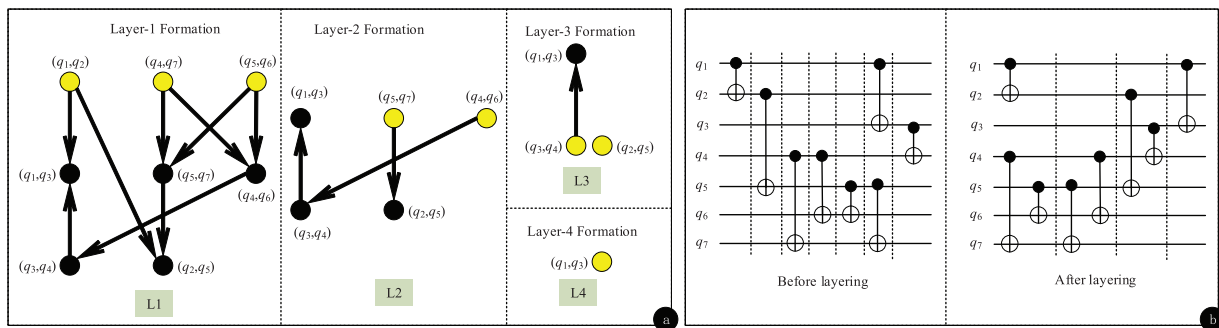 Layer-1 Formation
(q1,q2)
(q4,q7)
(q5,q6)
(q1,q3)
(q5,q7)
(q4,q6)
(q3,q4)
(q2,q5)
L1
Layer-2 Formation
(q1,q3)
(q5,q7)
(q4,q6)
(q3,q4)
(q2,q5)
L2
Layer-3 Formation
(q1,q3)
(q3,q4)
(q2,q5)
L3
Layer-4 Formation
(q1,q3)
L4
a
q1
q2
q3
q4
q5
q6
q7
Before layering
q1
q2
q3
q4
q5
q6
q7
After layering
b